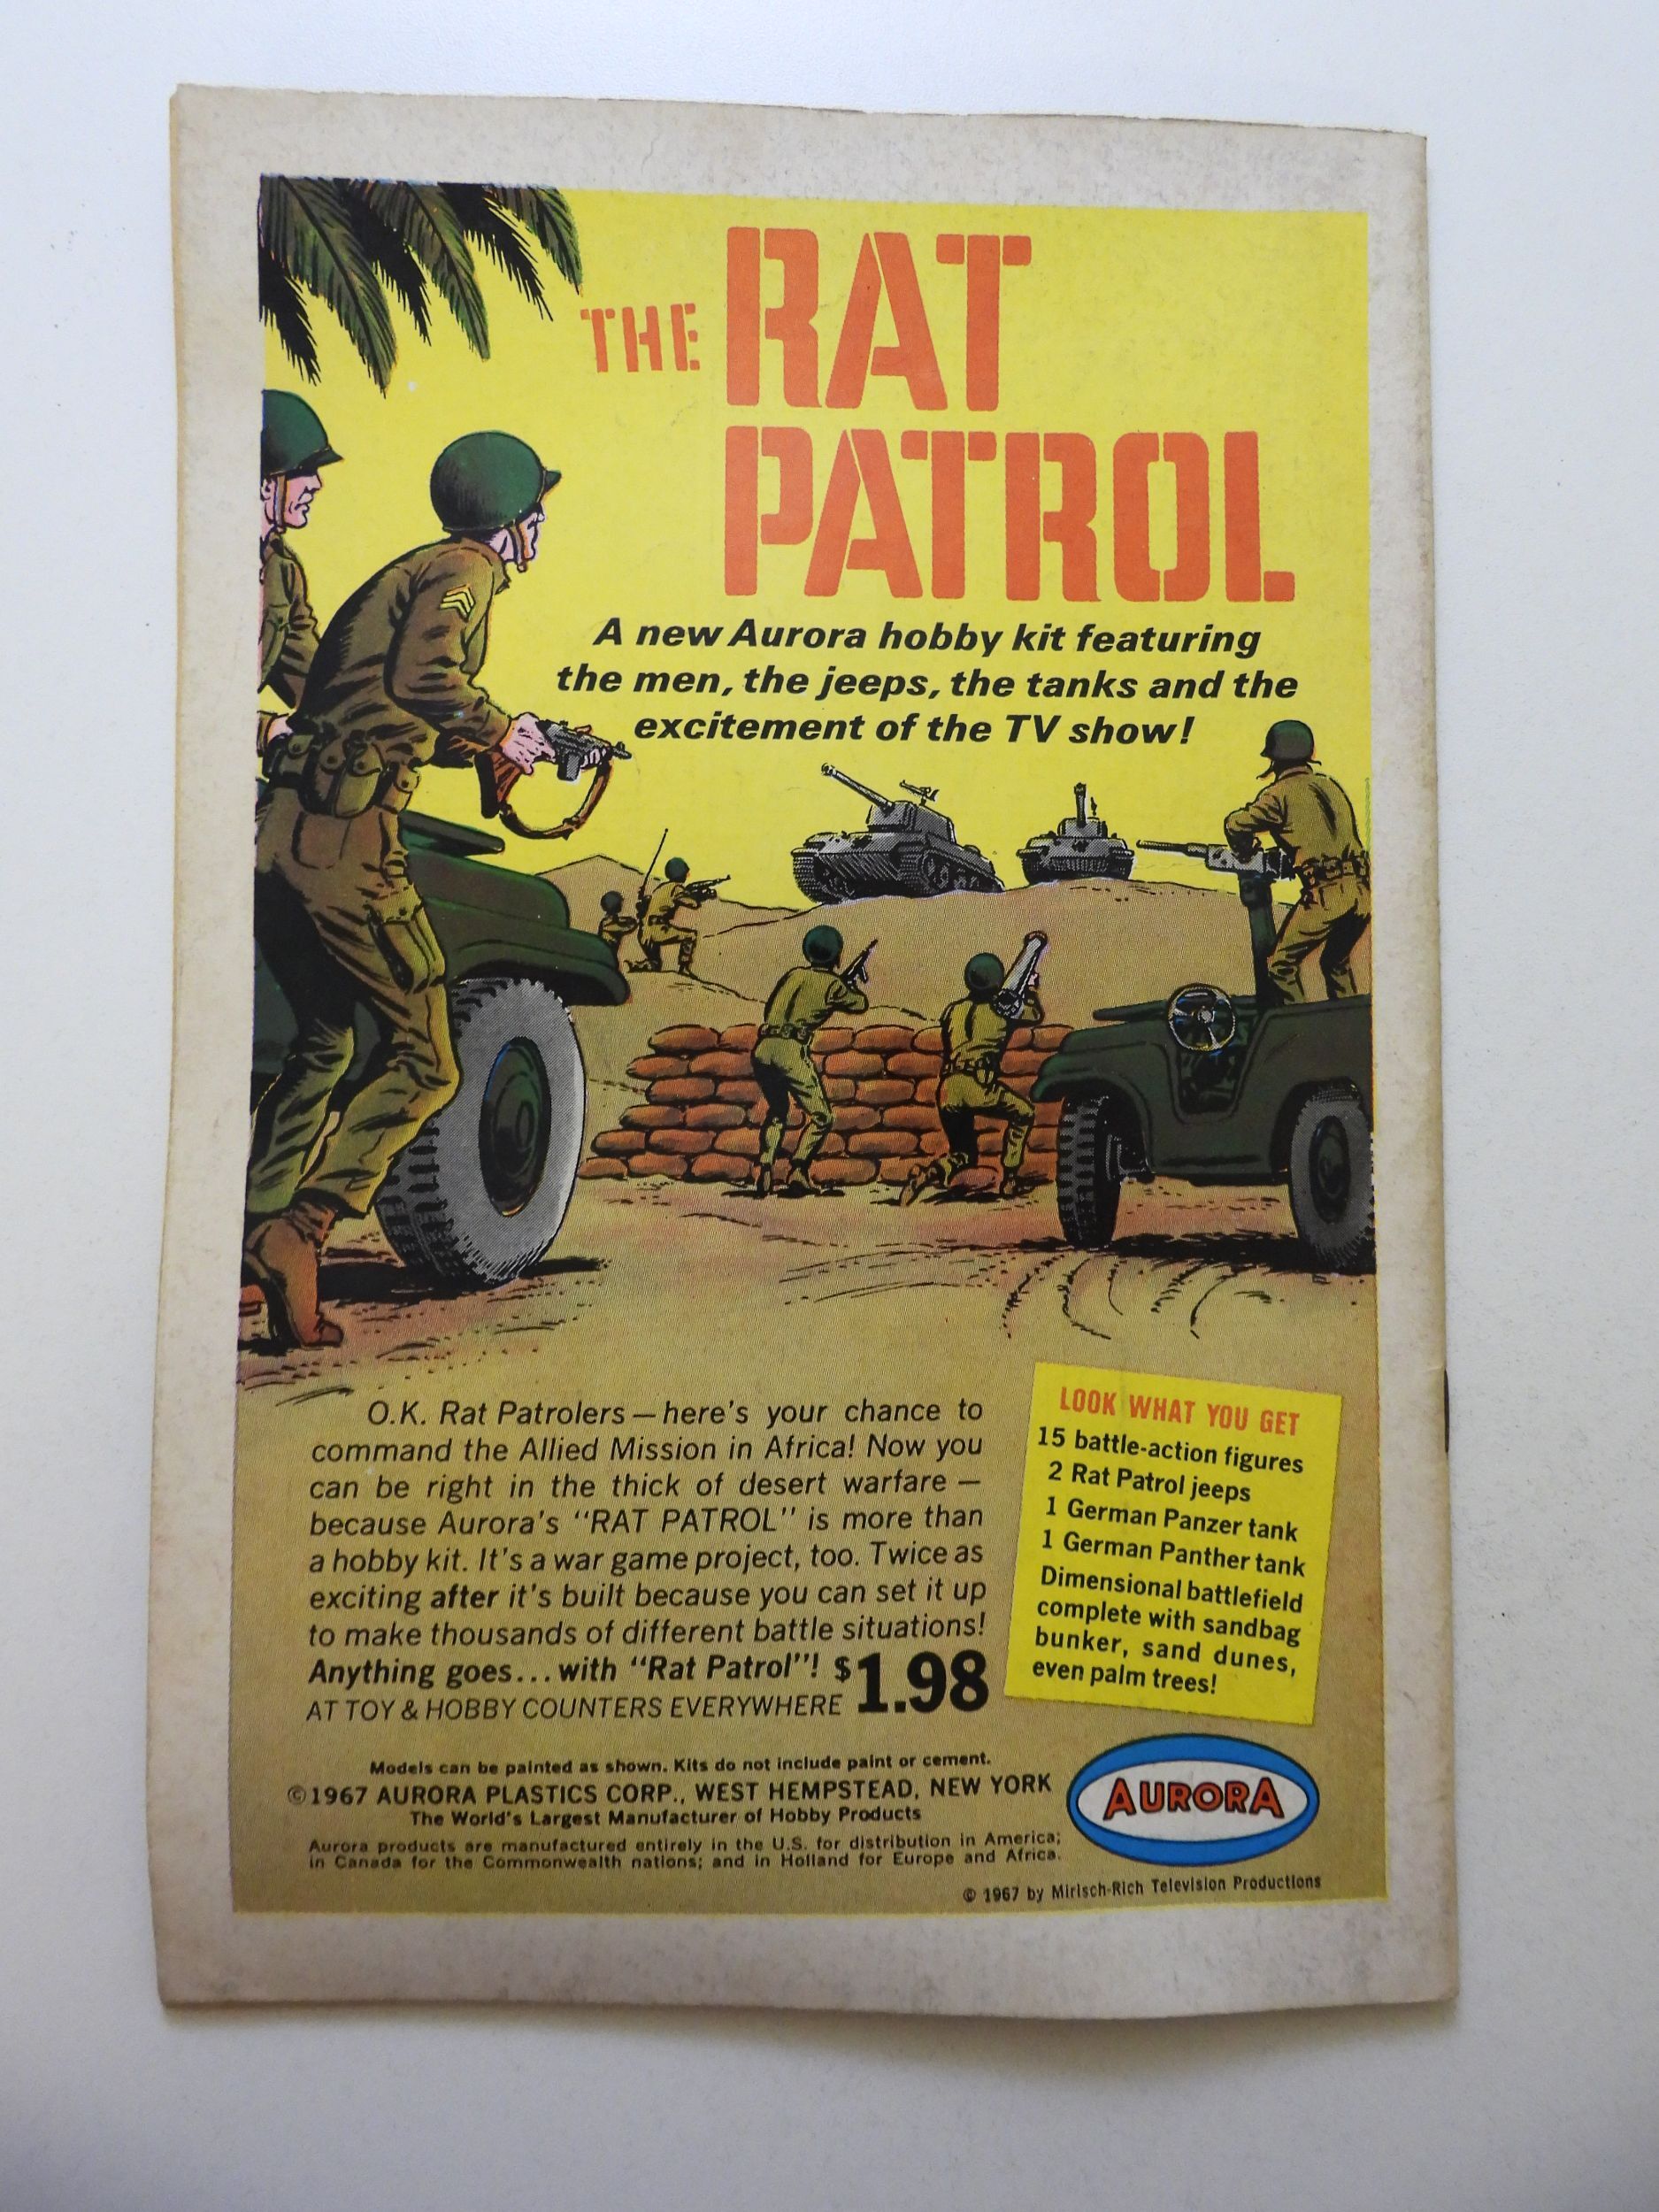 THE RAT
PATROL
A new Aurora hobby kit featuring
the men, the jeeps, the tanks and the
excitement of the TV show!
O.K. Rat Patrolers — here's your chance to
command the Allied Mission in Africa! Now you
can be right in the thick of desert warfare —
because Aurora's "RAT PATROL" is more than
a hobby kit. It's a war game project, too. Twice as
exciting after it's built because you can set it up
to make thousands of different battle situations!
Anything goes... with "Rat Patrol"! $1.98
AT TOY & HOBBY COUNTERS EVERYWHERE
LOOK WHAT YOU GET
15 battle-action figures
2 Rat Patrol jeeps
1 German Panzer tank
1 German Panther tank
Dimensional battlefield
complete with sandbag
bunker, sand dunes,
even palm trees!
Models can be painted as shown. Kits do not include paint or cement.
©1967 AURORA PLASTICS CORP., WEST HEMPSTEAD, NEW YORK
The World's Largest Manufacturer of Hobby Products
Aurora products are manufactured entirely in the U.S. for distribution in America;
in Canada for the Commonwealth nations; and in Holland for Europe and Africa.
AURORA
© 1967 by Mirisch-Rich Television Productions